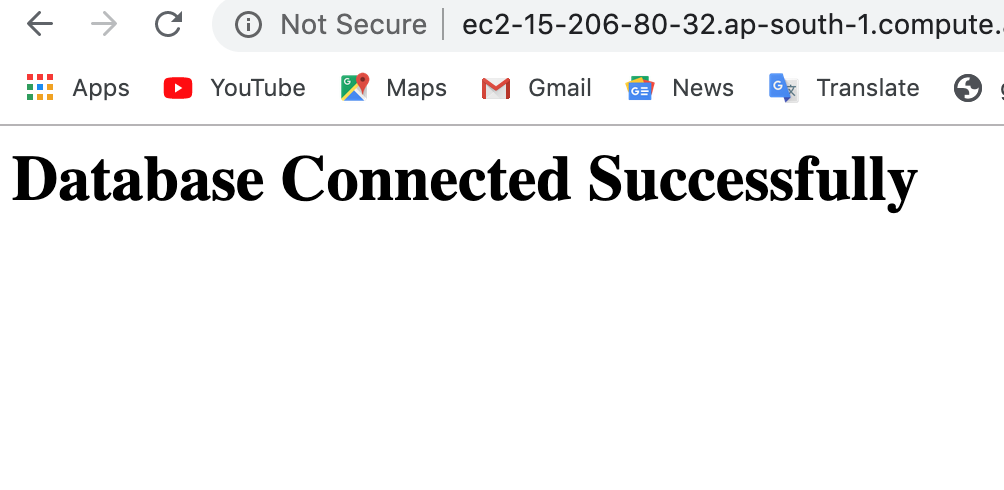 Not Secure | ec2-15-206-80-32.ap-south-1.compute.
Apps YouTube Maps Gmail News Translate
Database Connected Successfully